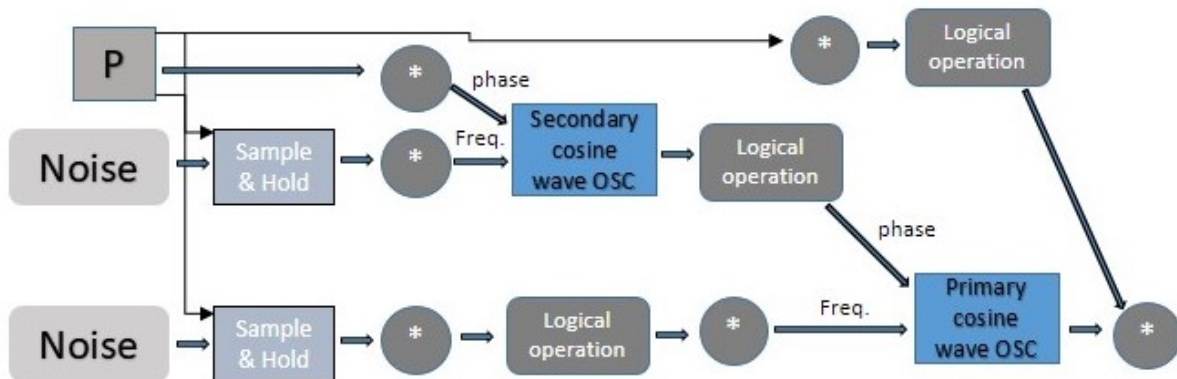 P
*
*
Logical
operation
phase
Noise
Sample
& Hold
*
Freq.
Secondary
cosine
wave OSC
Logical
operation
phase
Noise
Sample
& Hold
*
Logical
operation
*
Freq.
Primary
cosine
wave OSC
*